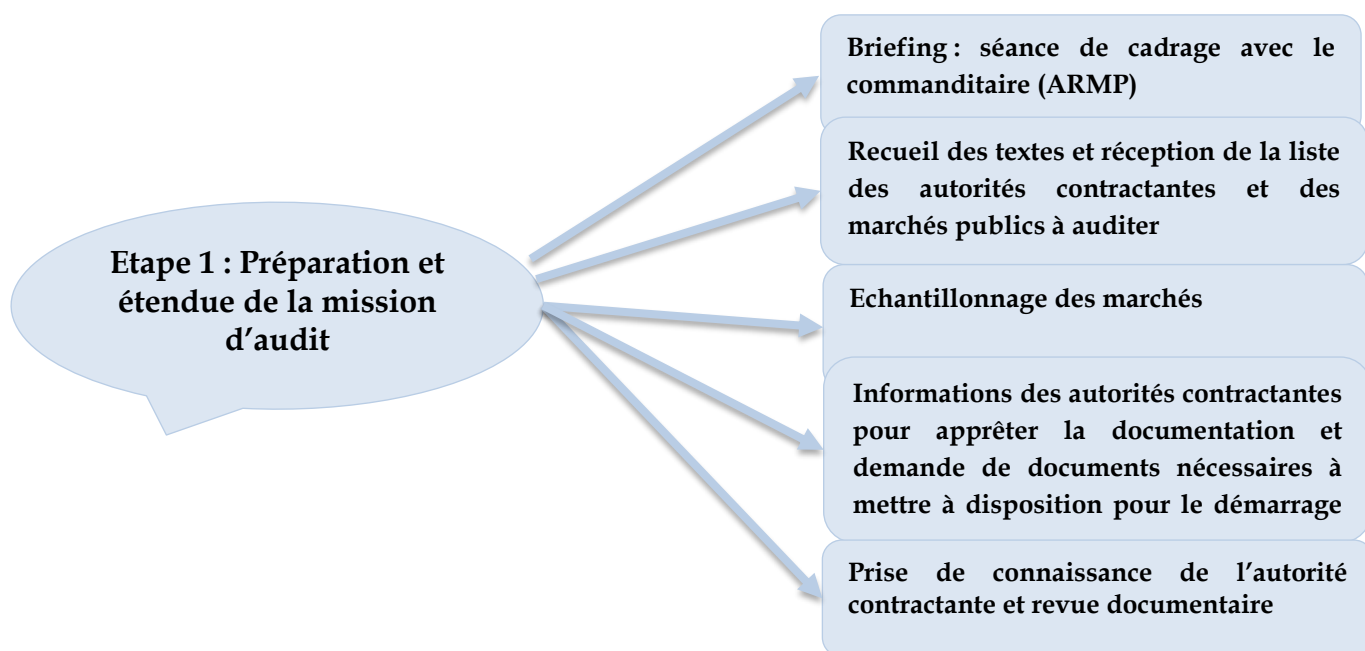 Briefing : séance de cadrage avec le
commanditaire (ARMP)
Recueil des textes et réception de la liste
des autorités contractantes et des
marchés publics à auditer
Etape 1 : Préparation et
étendue de la mission
d’audit
Echantillonnage des marchés
Informations des autorités contractantes
pour apprêter la documentation et
demande de documents nécessaires à
mettre à disposition pour le démarrage
Prise de connaissance de l’autorité
contractante et revue documentaire